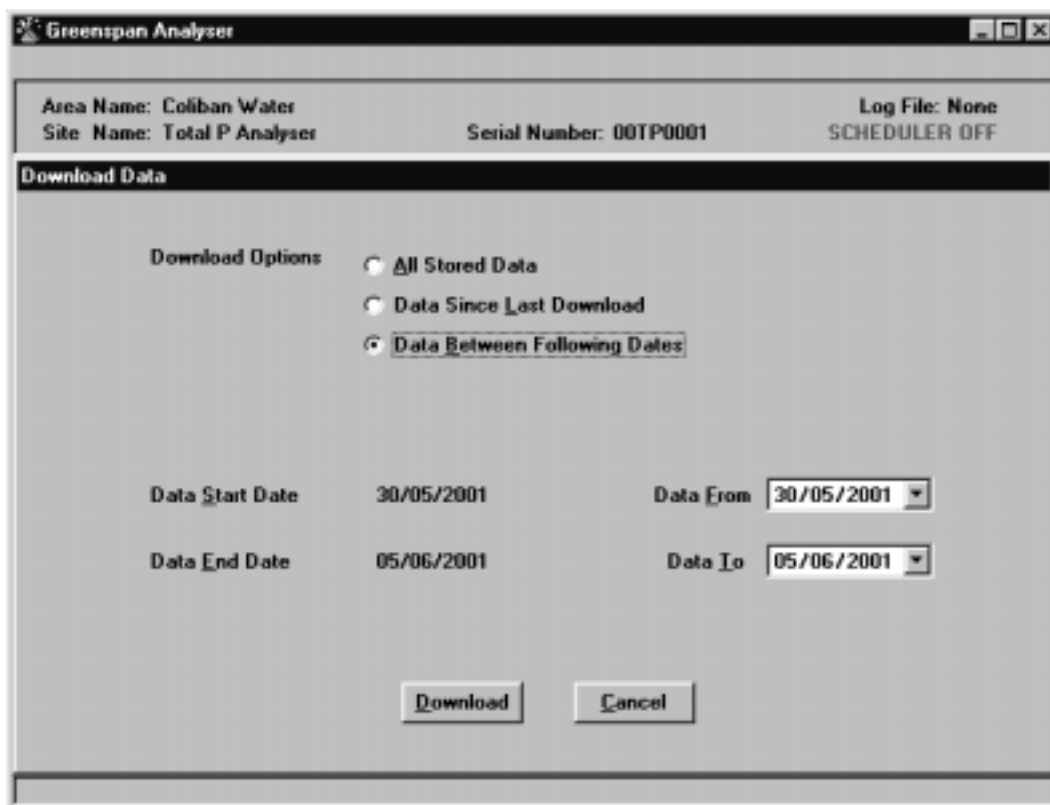 Greenspan Analyser
Area Name: Coliban Water Log File: None
Site Name: Total P Analyser Serial Number: 00TP0001 SCHEDULER OFF
Download Data
Download Options
All Stored Data
Data Since Last Download
Data Between Following Dates
Data Start Date 30/05/2001 Data From 30/05/2001
Data End Date 05/06/2001 Data To 05/06/2001
Download Cancel